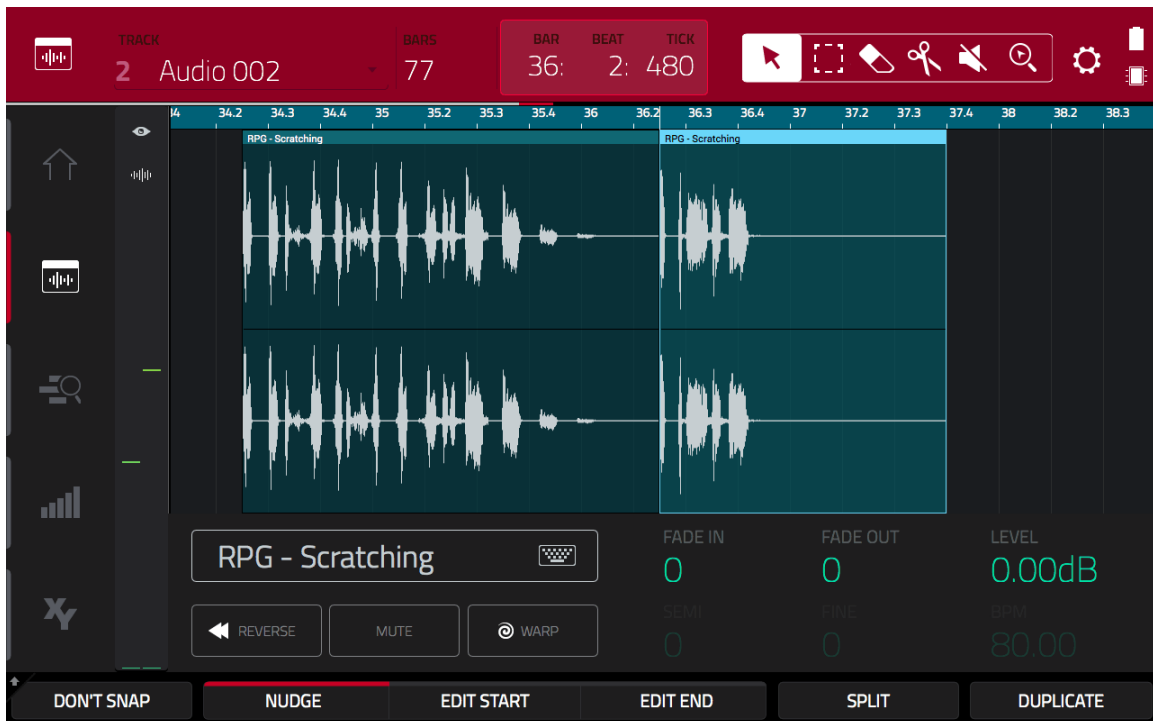 TRACK BARS BAR BEAT TICK
2 Audio 002 77 36: 2: 480
34.2 34.3 34.4 35 35.2 35.3 35.4 36 36.2 36.3 36.4 37 37.2 37.3 37.4 38 38.2 38.3
RPG - Scratching RPG - Scratching
RPG - Scratching
FADE IN FADE OUT LEVEL
0 0 0.00dB
REVERSE MUTE WARP
SEMI FINE BPM
0 0 80.00
DON'T SNAP NUDGE EDIT START EDIT END SPLIT DUPLICATE
XY